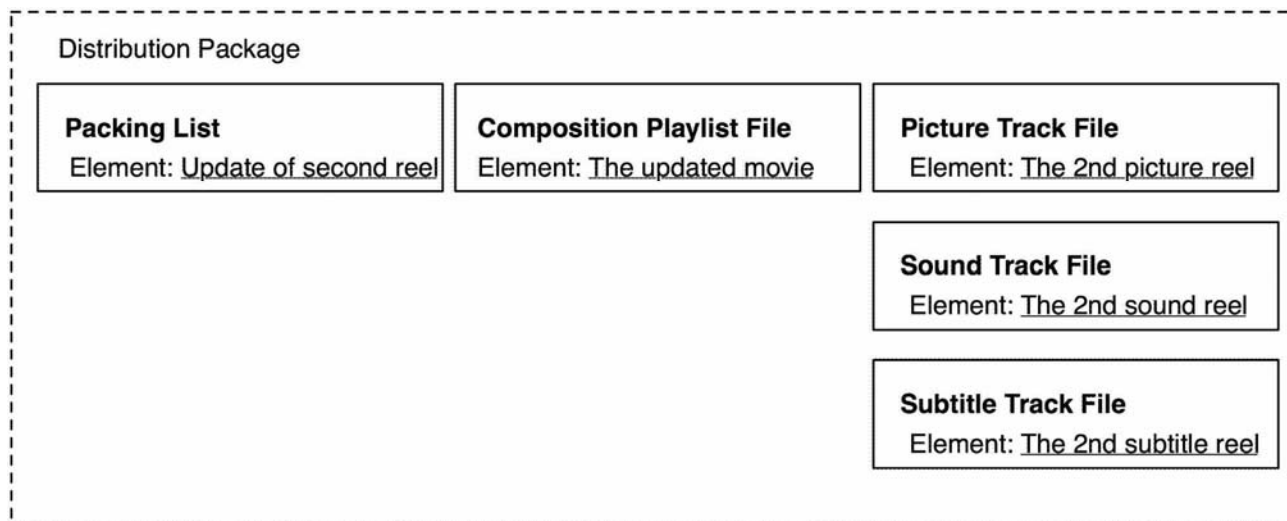 Distribution Package
Packing List
Element: Update of second reel
Composition Playlist File
Element: The updated movie
Picture Track File
Element: The 2nd picture reel
Sound Track File
Element: The 2nd sound reel
Subtitle Track File
Element: The 2nd subtitle reel